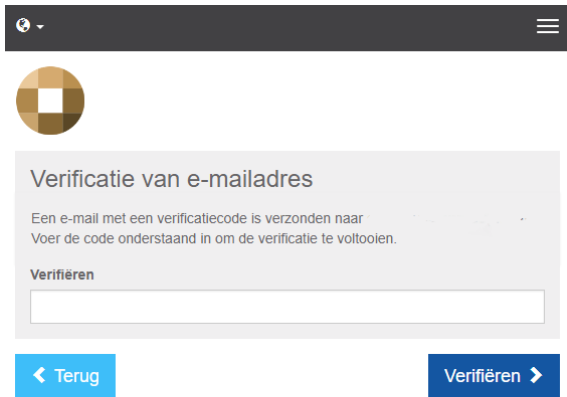 Verificatie van e-mailadres
Een e-mail met een verificatiecode is verzonden naar
Voer de code onderstaand in om de verificatie te voltooien.
Verifiëren
Terug
Verifiëren